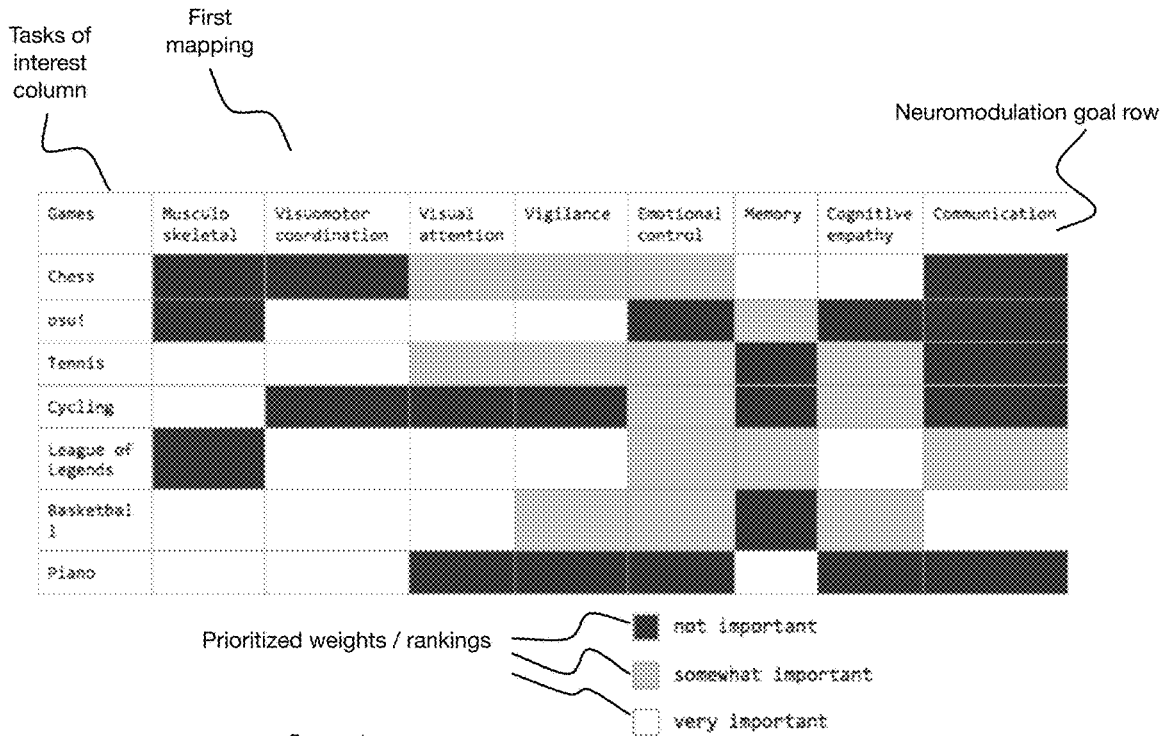 Tasks of
interest
column
First
mapping
Neuromodulation goal row
Games Musculo skeletal Visuomotor coordination Visual attention Vigilance Emotional control Memory Cognitive empathy Communication
Chess
osu!
Tennis
Cycling
League of
Legends
Basketbal
l
Piano
Prioritized weights / rankings
not important
somewhat important
very important